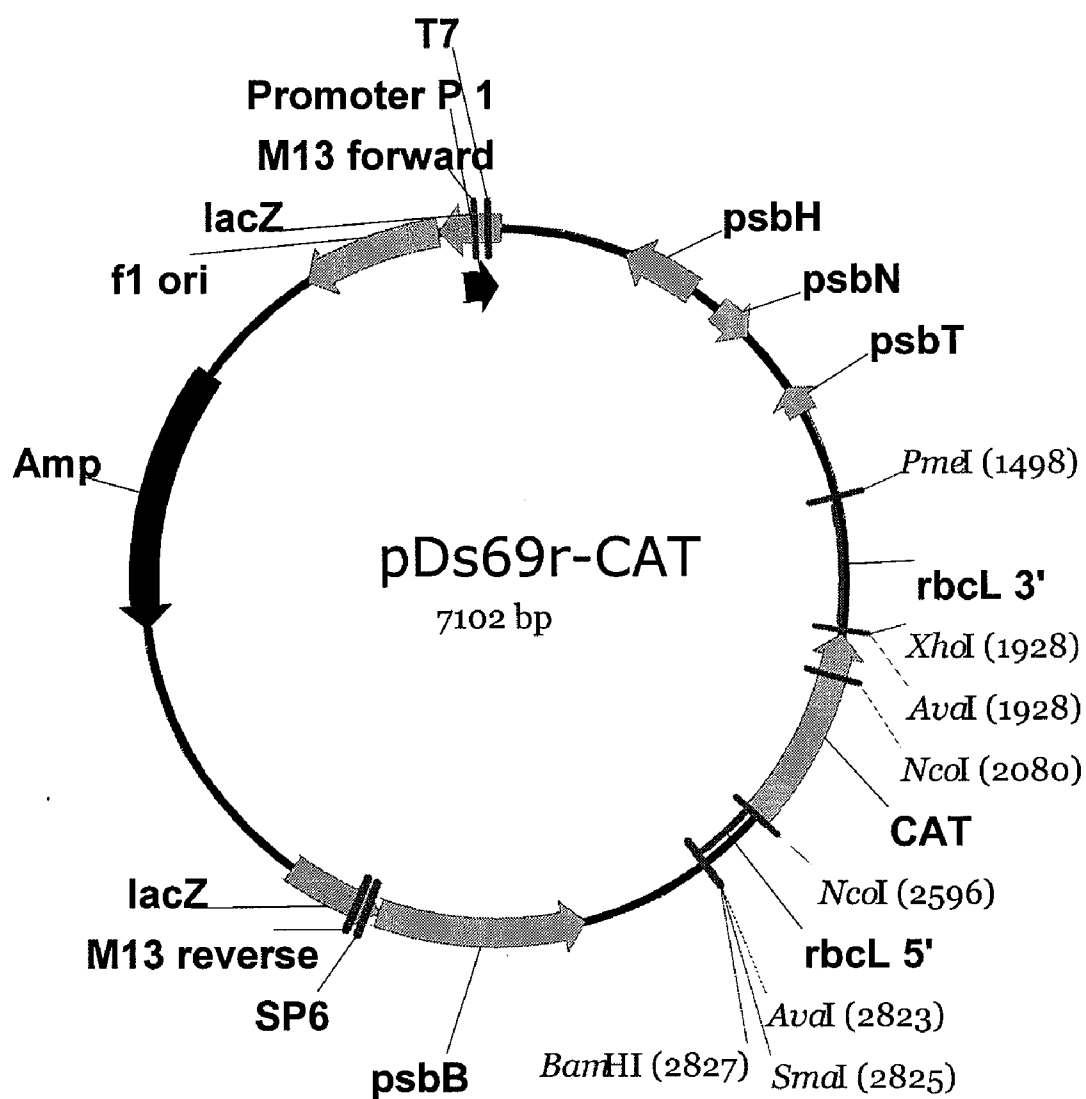 T7
Promoter P 1
M13 forward
lacZ
f1 ori
psbH
psbN
psbT
PmeI (1498)
Amp
pDs69r-CAT
7102 bp
rbcL 3'
XhoI (1928)
AvaI (1928)
NcoI (2080)
CAT
NcoI (2596)
rbcL 5'
AvaI (2823)
SmaI (2825)
BamHI (2827)
lacZ
M13 reverse
SP6
psbB